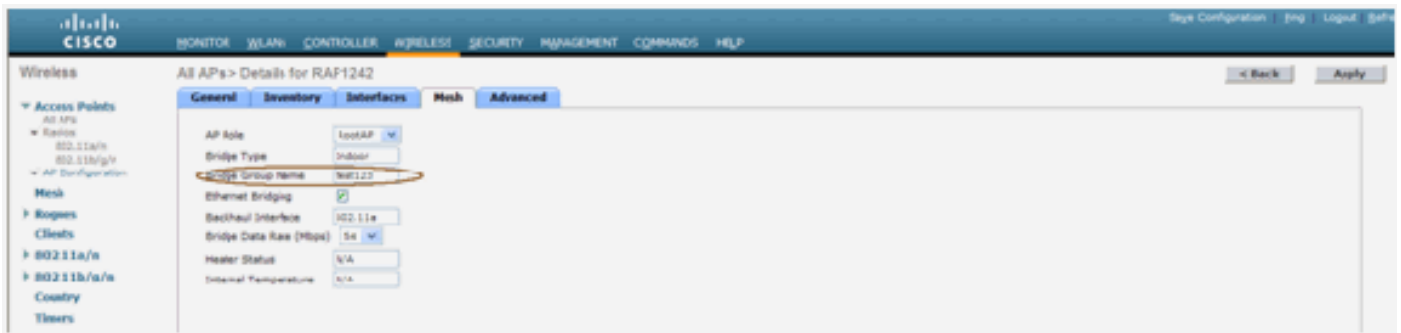 Save Configuration | Ping | Logout
CISCO
MONITOR WLANs CONTROLLER WIRELESS SECURITY MANAGEMENT COMMANDS HELP
Wireless
All APs > Details for
< Back
Apply
Access Points
All APs
Radios
802.11a/n
802.11b/g/n
AP Configuration
Mesh
Rogues
Clients
802.11a/n
802.11b/g/n
Country
Timers
General Inventory Interfaces Mesh Advanced
AP Role RootAP
Bridge Type Indoor
Bridge Group Name test123
Ethernet Bridging
Backhaul Interface 802.11a
Bridge Data Rate (Mbps)
Heater Status N/A
Internal Temperature N/A